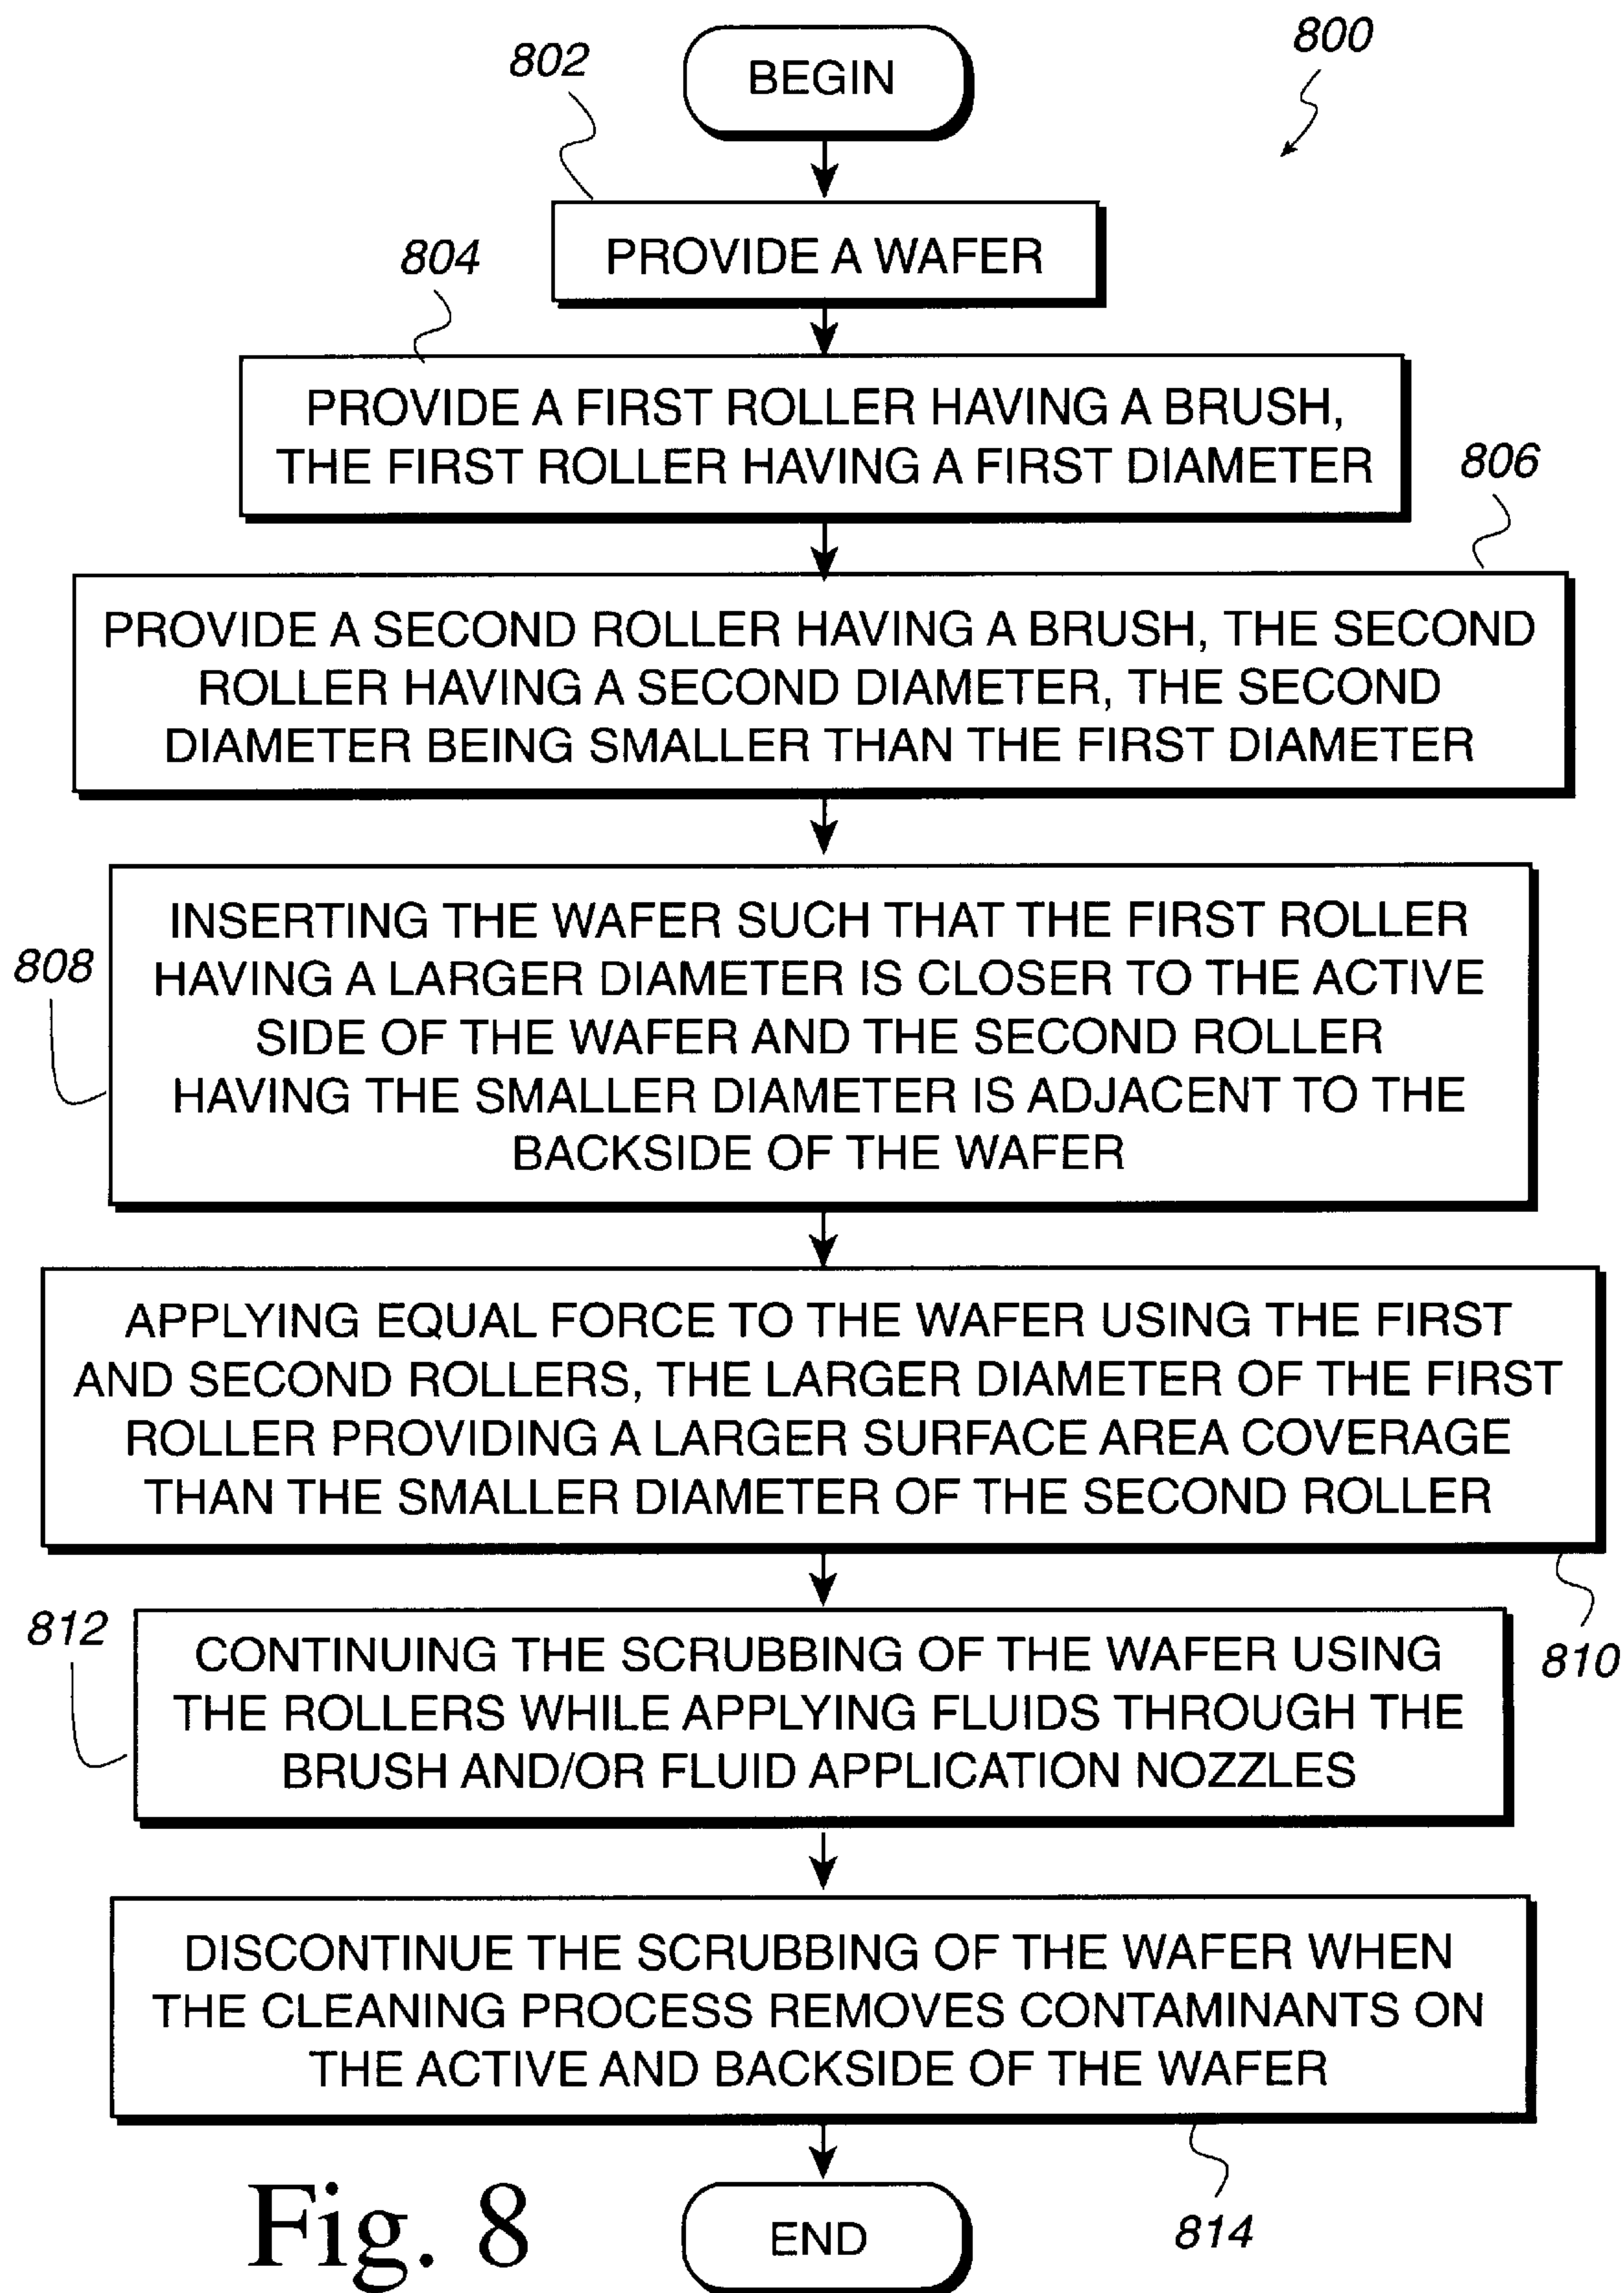 800
802
BEGIN
PROVIDE A WAFER
804
PROVIDE A FIRST ROLLER HAVING A BRUSH,
THE FIRST ROLLER HAVING A FIRST DIAMETER
806
PROVIDE A SECOND ROLLER HAVING A BRUSH, THE SECOND
ROLLER HAVING A SECOND DIAMETER, THE SECOND
DIAMETER BEING SMALLER THAN THE FIRST DIAMETER
808
INSERTING THE WAFER SUCH THAT THE FIRST ROLLER
HAVING A LARGER DIAMETER IS CLOSER TO THE ACTIVE
SIDE OF THE WAFER AND THE SECOND ROLLER
HAVING THE SMALLER DIAMETER IS ADJACENT TO THE
BACKSIDE OF THE WAFER
APPLYING EQUAL FORCE TO THE WAFER USING THE FIRST
AND SECOND ROLLERS, THE LARGER DIAMETER OF THE FIRST
ROLLER PROVIDING A LARGER SURFACE AREA COVERAGE
THAN THE SMALLER DIAMETER OF THE SECOND ROLLER
810
812
CONTINUING THE SCRUBBING OF THE WAFER USING
THE ROLLERS WHILE APPLYING FLUIDS THROUGH THE
BRUSH AND/OR FLUID APPLICATION NOZZLES
DISCONTINUE THE SCRUBBING OF THE WAFER WHEN
THE CLEANING PROCESS REMOVES CONTAMINANTS ON
THE ACTIVE AND BACKSIDE OF THE WAFER
814
END
Fig. 8